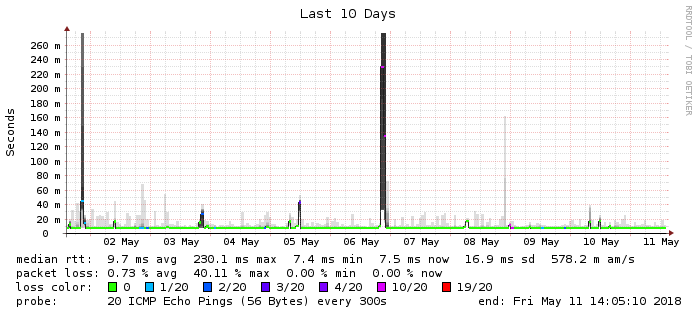 Last 10 Days
RRDTOOL / TOBI OETIKER
Seconds
260 m
240 m
220 m
200 m
180 m
160 m
140 m
120 m
100 m
80 m
60 m
40 m
20 m
0
02 May 03 May 04 May 05 May 06 May 07 May 08 May 09 May 10 May 11 May
median rtt: 9.7 ms avg 230.1 ms max 7.4 ms min 7.5 ms now 16.9 ms sd 578.2 m am/s
packet loss: 0.73 % avg 40.11 % max 0.00 % min 0.00 % now
loss color: 0 1/20 2/20 3/20 4/20 10/20 19/20
probe: 20 ICMP Echo Pings (56 Bytes) every 300s end: Fri May 11 14:05:10 2018